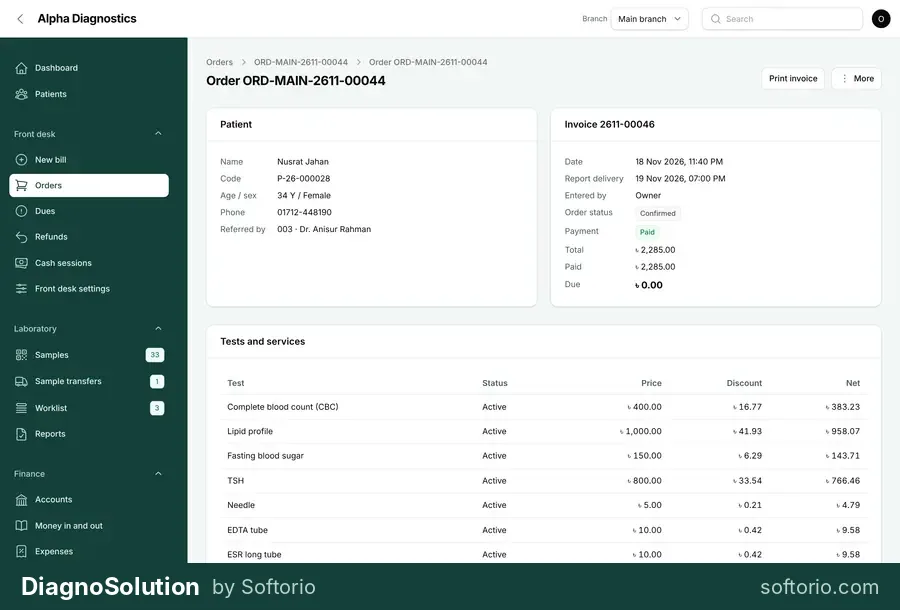 Alpha Diagnostics
Branch Main branch Search O
Dashboard
Patients
Front desk
New bill
Orders
Dues
Refunds
Cash sessions
Front desk settings
Laboratory
Samples 33
Sample transfers 1
Worklist 3
Reports
Finance
Accounts
Money in and out
Expenses
Orders > ORD-MAIN-2611-00044 > Order ORD-MAIN-2611-00044
Order ORD-MAIN-2611-00044
Print invoice More
Patient
Name Nusrat Jahan
Code P-26-000028
Age / sex 34 Y / Female
Phone 01712-448190
Referred by 003 · Dr. Anisur Rahman
Invoice 2611-00046
Date 18 Nov 2026, 11:40 PM
Report delivery 19 Nov 2026, 07:00 PM
Entered by Owner
Order status Confirmed
Payment Paid
Total ৳ 2,285.00
Paid ৳ 2,285.00
Due ৳ 0.00
Tests and services
Test Status Price Discount Net
Complete blood count (CBC) Active ৳ 400.00 ৳ 16.77 ৳ 383.23
Lipid profile Active ৳ 1,000.00 ৳ 41.93 ৳ 958.07
Fasting blood sugar Active ৳ 150.00 ৳ 6.29 ৳ 143.71
TSH Active ৳ 800.00 ৳ 33.54 ৳ 766.46
Needle Active ৳ 5.00 ৳ 0.21 ৳ 4.79
EDTA tube Active ৳ 10.00 ৳ 0.42 ৳ 9.58
ESR long tube Active ৳ 10.00 ৳ 0.42 ৳ 9.58
DiagnoSolution by Softorio softorio.com